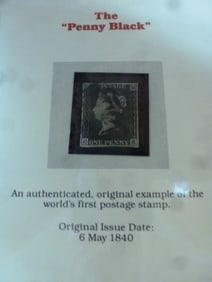 The
"Penny Black"
POSTAGE
ONE PENNY
An authenticated, original example of the
world's first postage stamp.
Original Issue Date:
6 May 1840